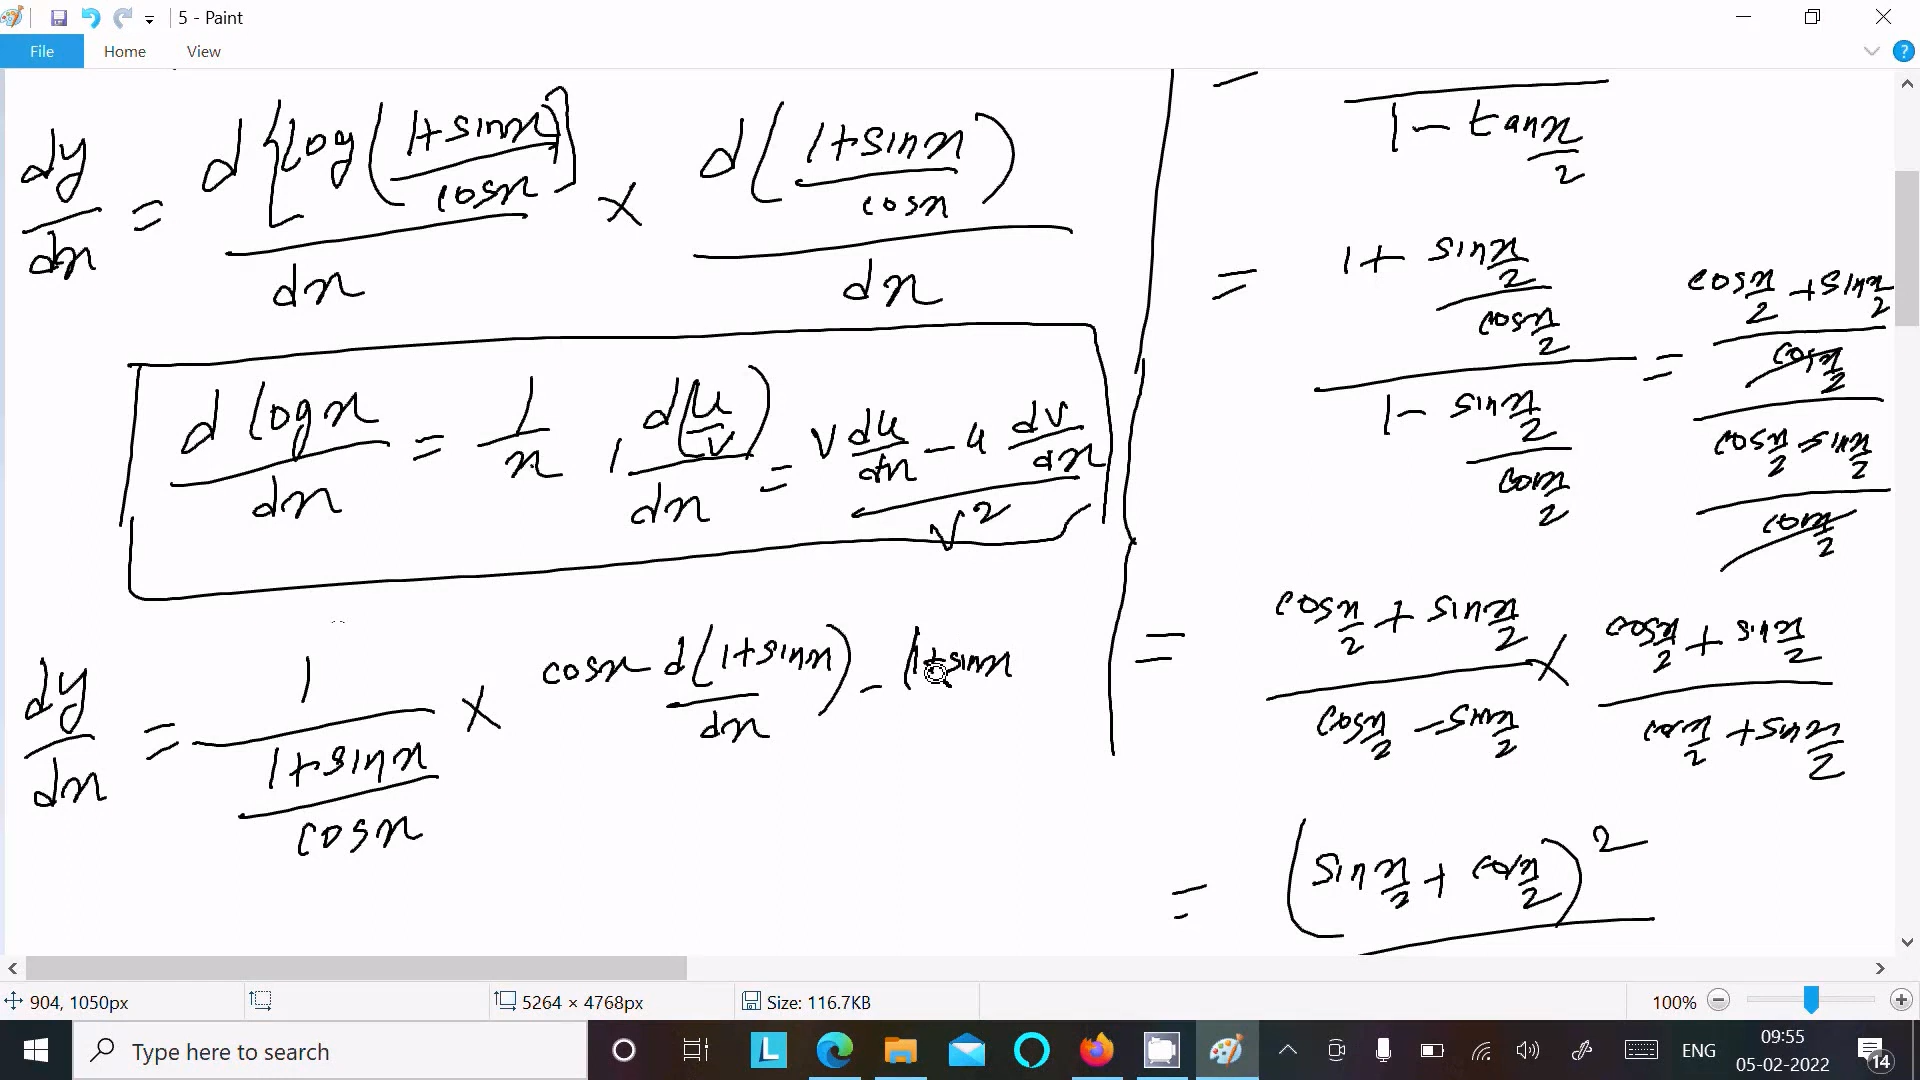 5 - Paint
File Home View
dy/dx = d{log((1+sinx)/cosx)}/dx × d((1+sinx)/cosx)/dx
d logx/dx = 1/x , d(u/v)/dx = (v du/dx - u dv/dx)/v²
dy/dx = 1/((1+sinx)/cosx) × cosx d(1+sinx)/dx - (1+sinx
=
1 - tan x/2
= (1 + (sin x/2)/(cos x/2))/(1 - (sin x/2)/(cos x/2)) = ((cos x/2 + sin x/2)/(cos x/2))/((cos x/2 - sin x/2)/(cos x/2))
= (cos x/2 + sin x/2)/(cos x/2 - sin x/2) × (cos x/2 + sin x/2)/(cos x/2 + sin x/2)
= (sin x/2 + cos x/2)²
904, 1050px 5264 × 4768px Size: 116.7KB 100%
Type here to search L ENG 09:55
05-02-2022 14